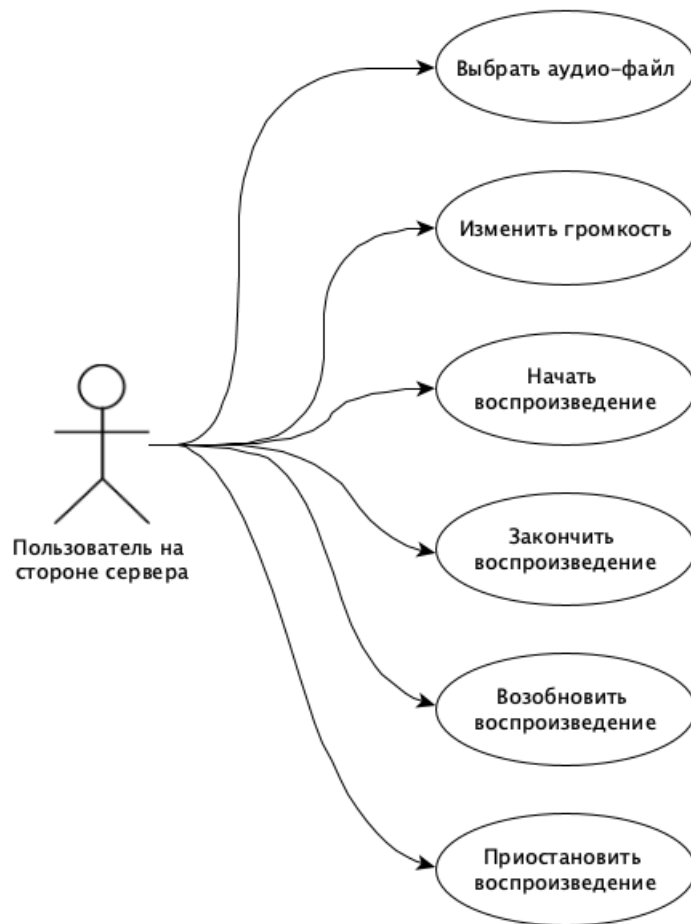 Выбрать аудио-файл
Изменить громкость
Начать
воспроизведение
Пользователь на
стороне сервера
Закончить
воспроизведение
Возобновить
воспроизведение
Приостановить
воспроизведение